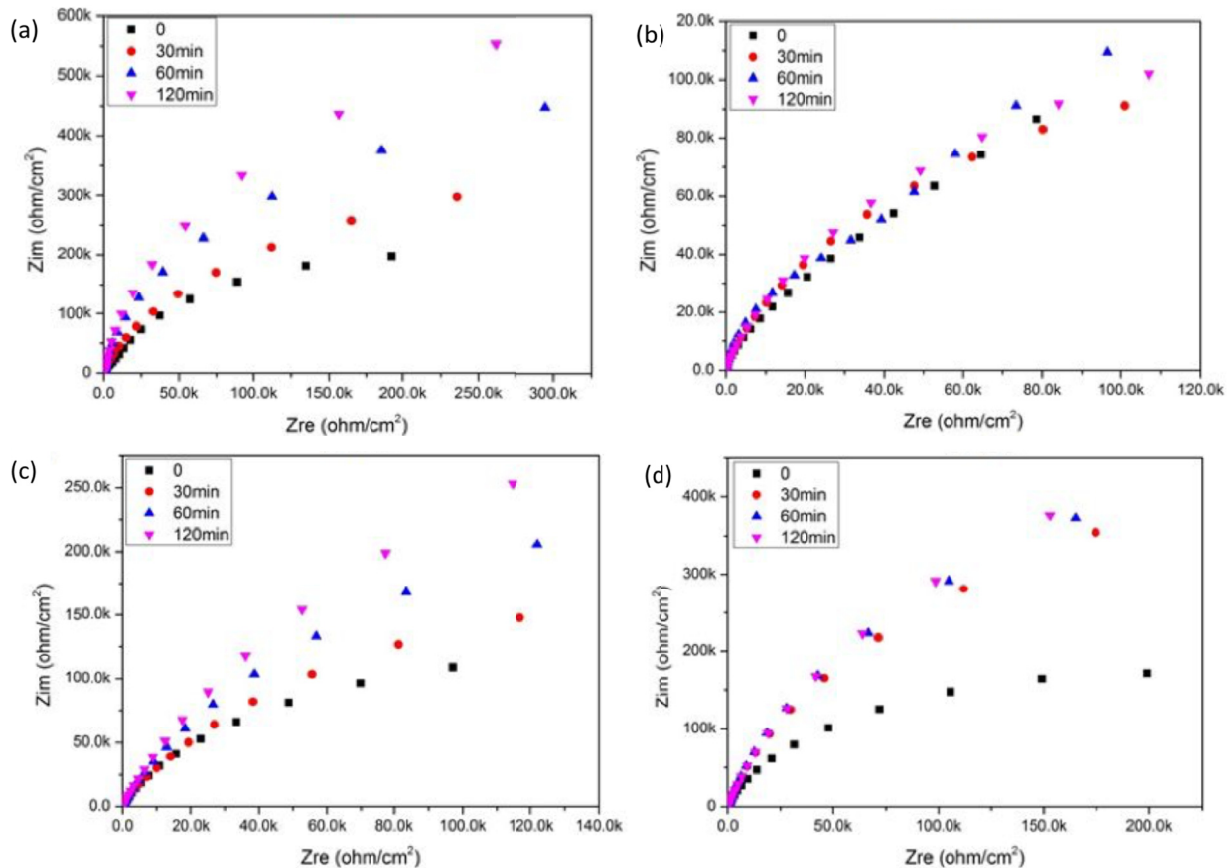 (a)
600k
500k
400k
300k
200k
100k
0
Zim (ohm/cm²)
0
30min
60min
120min
0.0 50.0k 100.0k 150.0k 200.0k 250.0k 300.0k
Zre (ohm/cm²)
(b)
20.0k
100.0k
80.0k
60.0k
40.0k
20.0k
0.0
Zim (ohm/cm²)
0
30min
60min
120min
0.0 20.0k 40.0k 60.0k 80.0k 100.0k 120.0k
Zre (ohm/cm²)
(c)
250.0k
200.0k
150.0k
100.0k
50.0k
0.0
Zim (ohm/cm²)
0
30min
60min
120min
0.0 20.0k 40.0k 60.0k 80.0k 100.0k 120.0k 140.0k
Zre (ohm/cm²)
(d)
400k
300k
200k
100k
0
Zim (ohm/cm²)
0
30min
60min
120min
0.0 50.0k 100.0k 150.0k 200.0k
Zre (ohm/cm²)